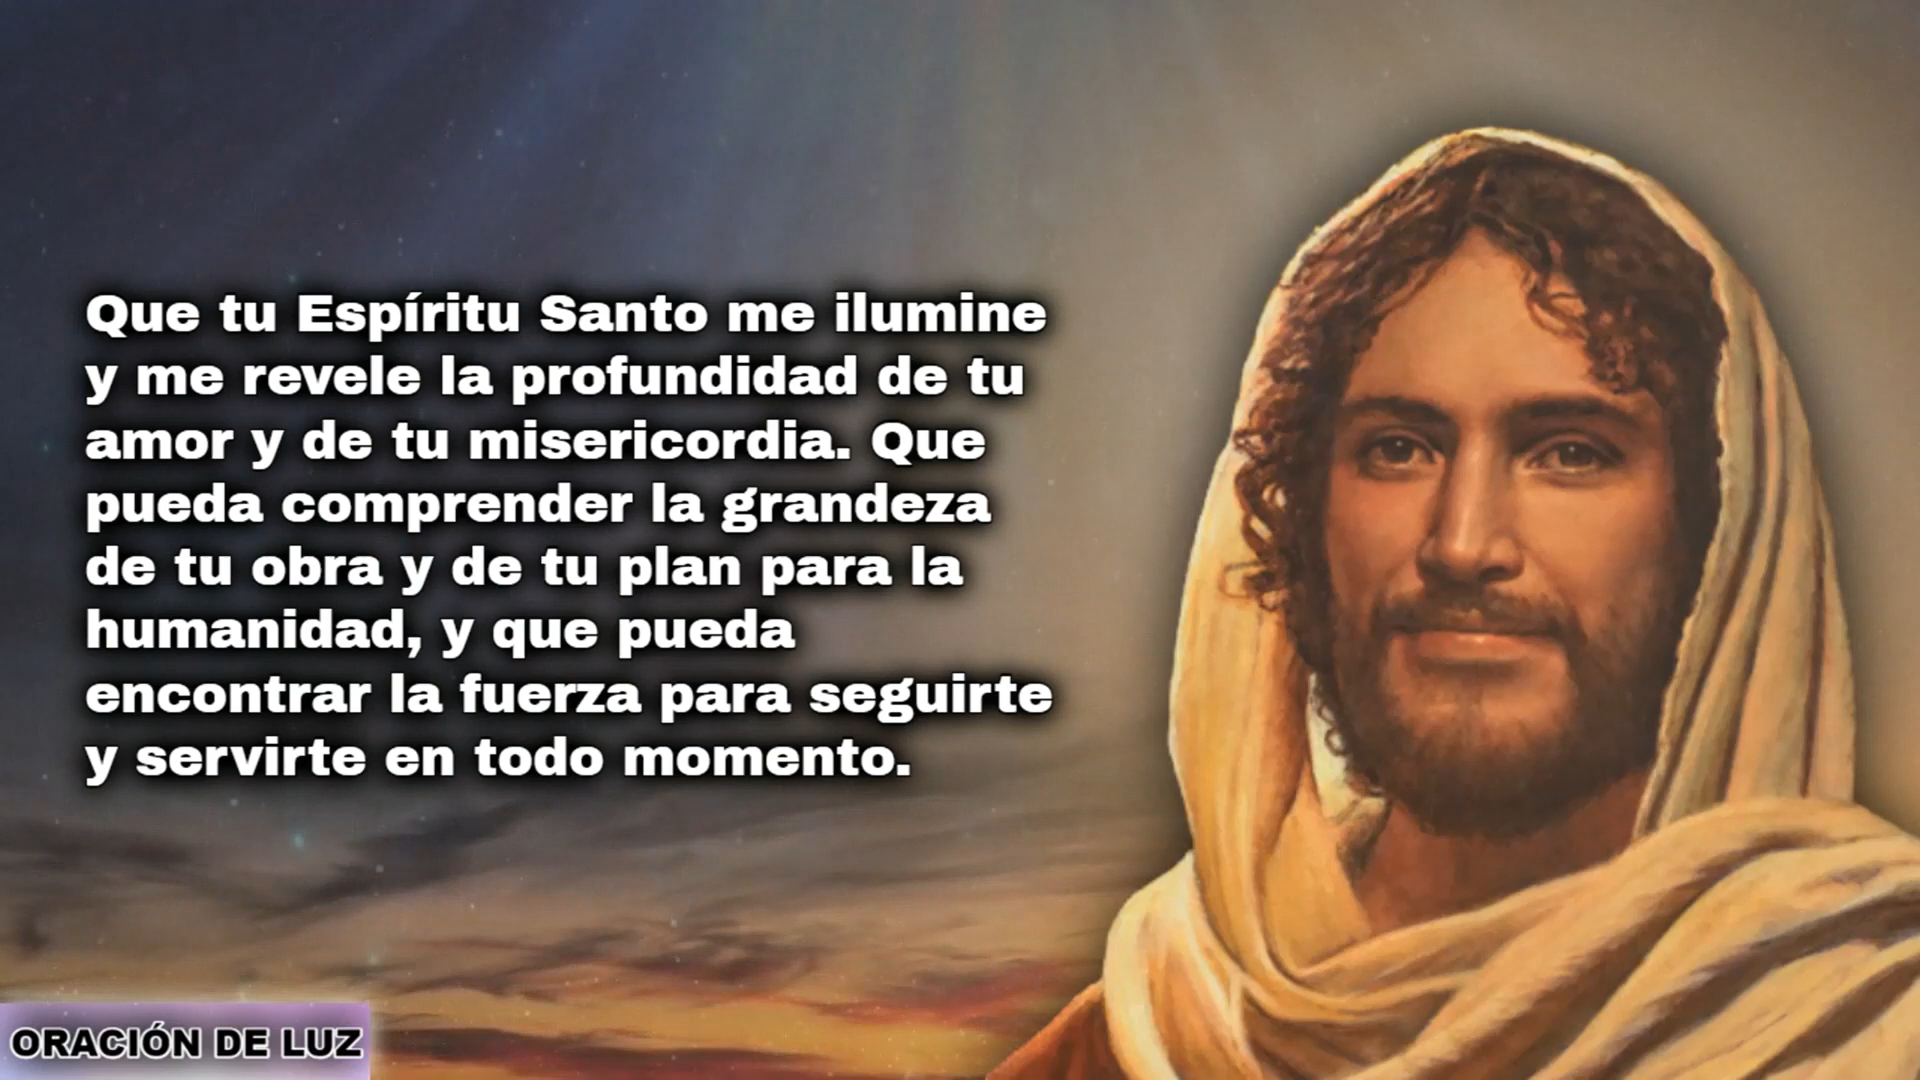 Que tu Espíritu Santo me ilumine
y me revele la profundidad de tu
amor y de tu misericordia. Que
pueda comprender la grandeza
de tu obra y de tu plan para la
humanidad, y que pueda
encontrar la fuerza para seguirte
y servirte en todo momento.
ORACIÓN DE LUZ